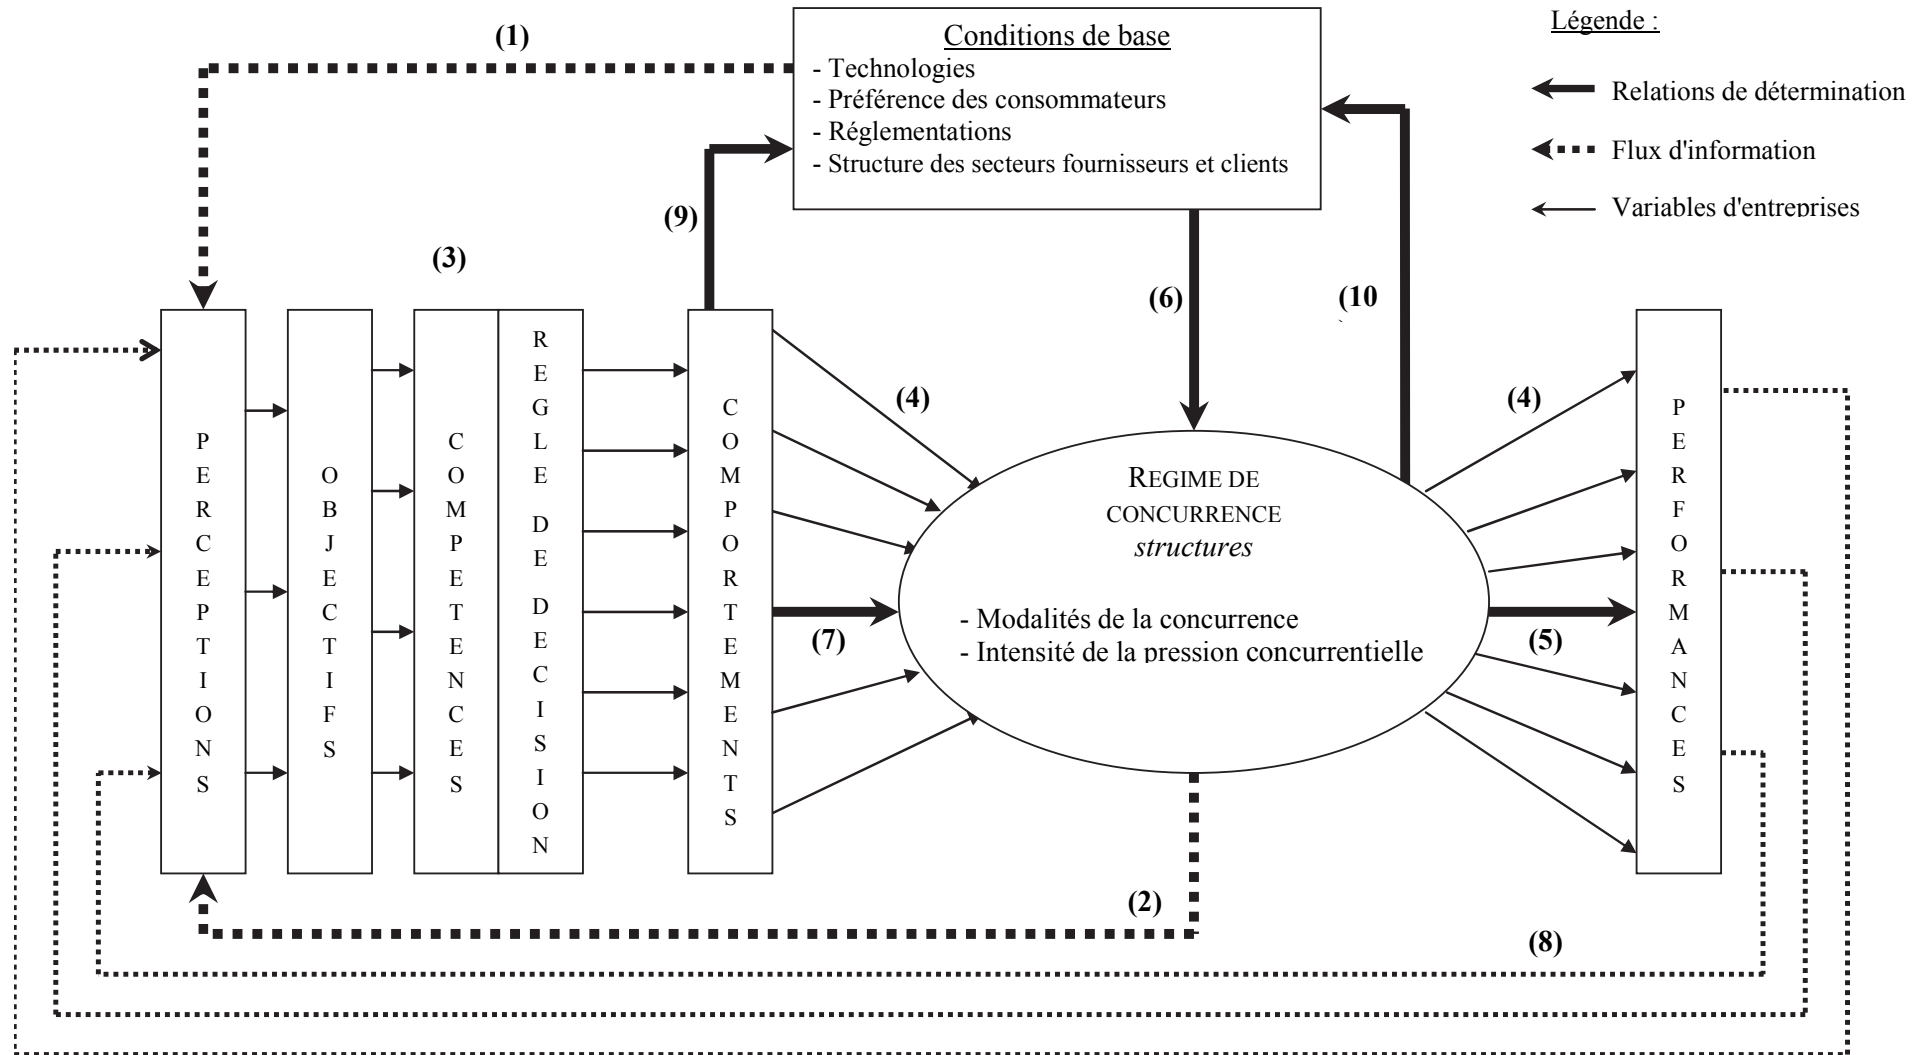 (1)
Conditions de base
- Technologies
- Préférence des consommateurs
- Réglementations
- Structure des secteurs fournisseurs et clients
Légende :
Relations de détermination
Flux d'information
Variables d'entreprises
(9)
(3)
(6)
(10
PERCEPTIONS
OBJECTIFS
COMPETENCES
REGLE DE DECISION
COMPORTEMENTS
(4)
(7)
REGIME DE
CONCURRENCE
structures
- Modalités de la concurrence
- Intensité de la pression concurrentielle
(4)
(5)
PERFORMANCES
(2)
(8)